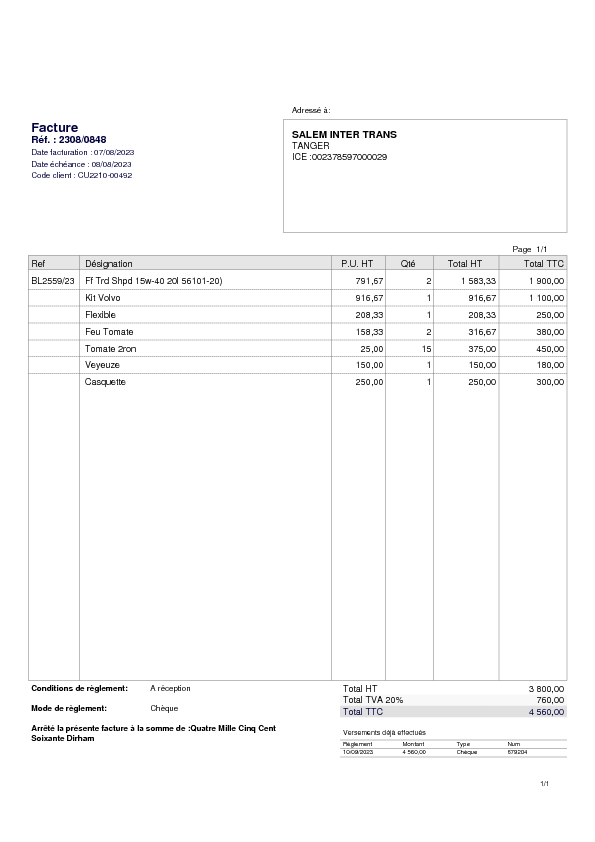 Adressé à:
Facture
Réf. : 2308/0848
Date facturation : 07/08/2023
Date échéance : 08/08/2023
Code client : CU2210-00492
SALEM INTER TRANS
TANGER
ICE :002378597000029
Page 1/1
Ref Désignation P.U. HT Qté Total HT Total TTC
BL2559/23 Ff Trd Shpd 15w-40 20l 56101-20) 791,67 2 1 583,33 1 900,00
Kit Volvo 916,67 1 916,67 1 100,00
Flexible 208,33 1 208,33 250,00
Feu Tomate 158,33 2 316,67 380,00
Tomate 2ron 25,00 15 375,00 450,00
Veyeuze 150,00 1 150,00 180,00
Casquette 250,00 1 250,00 300,00
Conditions de règlement: A réception
Total HT 3 800,00
Total TVA 20% 760,00
Mode de règlement: Chèque
Total TTC 4 560,00
Arrêté la présente facture à la somme de :Quatre Mille Cinq Cent
Soixante Dirham
Versements déjà effectués
Règlement Montant Type Num
10/09/2023 4 560,00 Chèque 679204
1/1